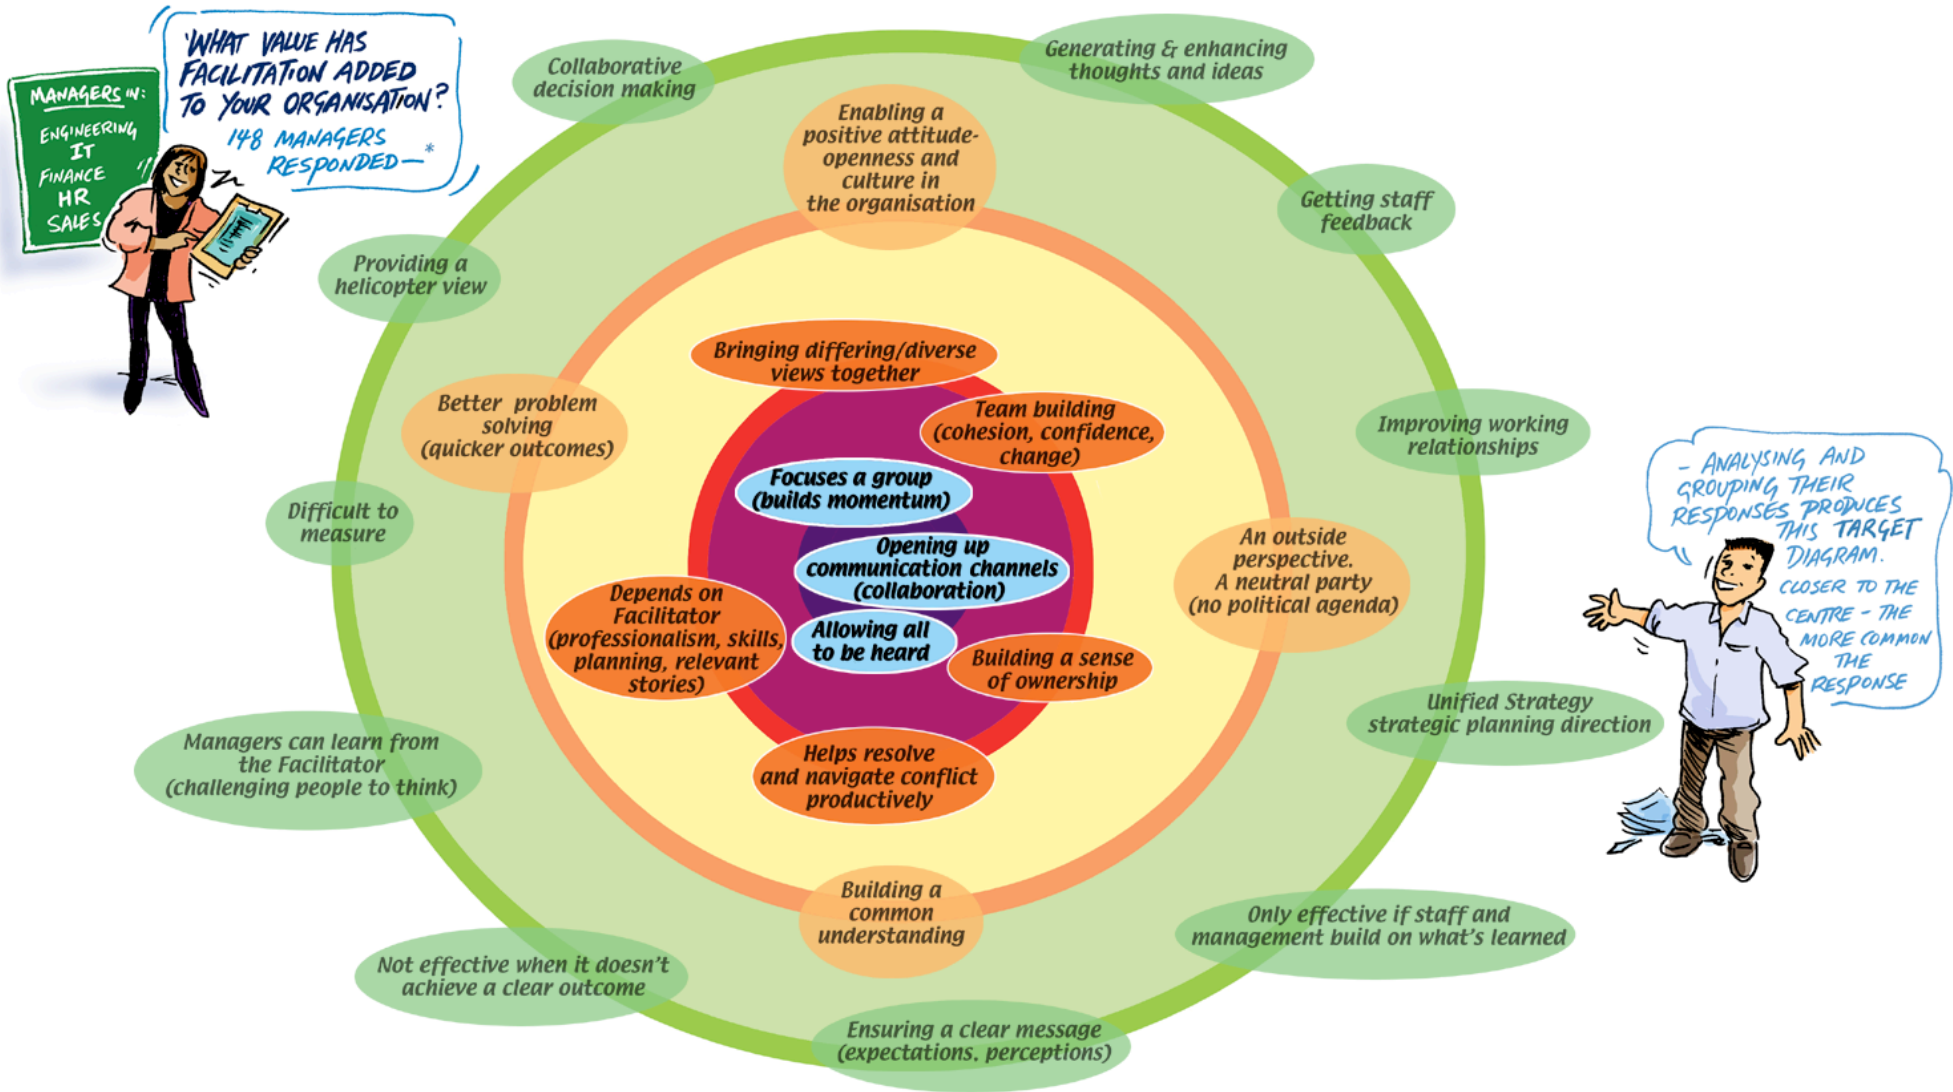 MANAGERS IN:
ENGINEERING
IT
FINANCE
HR
SALES
'WHAT VALUE HAS
FACILITATION ADDED
TO YOUR ORGANISATION?
148 MANAGERS
RESPONDED—*
Collaborative
decision making
Generating & enhancing
thoughts and ideas
Enabling a
positive attitude-
openness and
culture in
the organisation
Getting staff
feedback
Providing a
helicopter view
Bringing differing/diverse
views together
Better problem
solving
(quicker outcomes)
Team building
(cohesion, confidence,
change)
Improving working
relationships
Focuses a group
(builds momentum)
Difficult to
measure
Opening up
communication channels
(collaboration)
An outside
perspective.
A neutral party
(no political agenda)
- ANALYSING AND
GROUPING THEIR
RESPONSES PRODUCES
THIS TARGET
DIAGRAM.
CLOSER TO THE
CENTRE - THE
MORE COMMON
THE
RESPONSE
Depends on
Facilitator
(professionalism, skills,
planning, relevant
stories)
Allowing all
to be heard
Building a sense
of ownership
Unified Strategy
strategic planning direction
Managers can learn from
the Facilitator
(challenging people to think)
Helps resolve
and navigate conflict
productively
Building a
common
understanding
Only effective if staff and
management build on what's learned
Not effective when it doesn't
achieve a clear outcome
Ensuring a clear message
(expectations. perceptions)